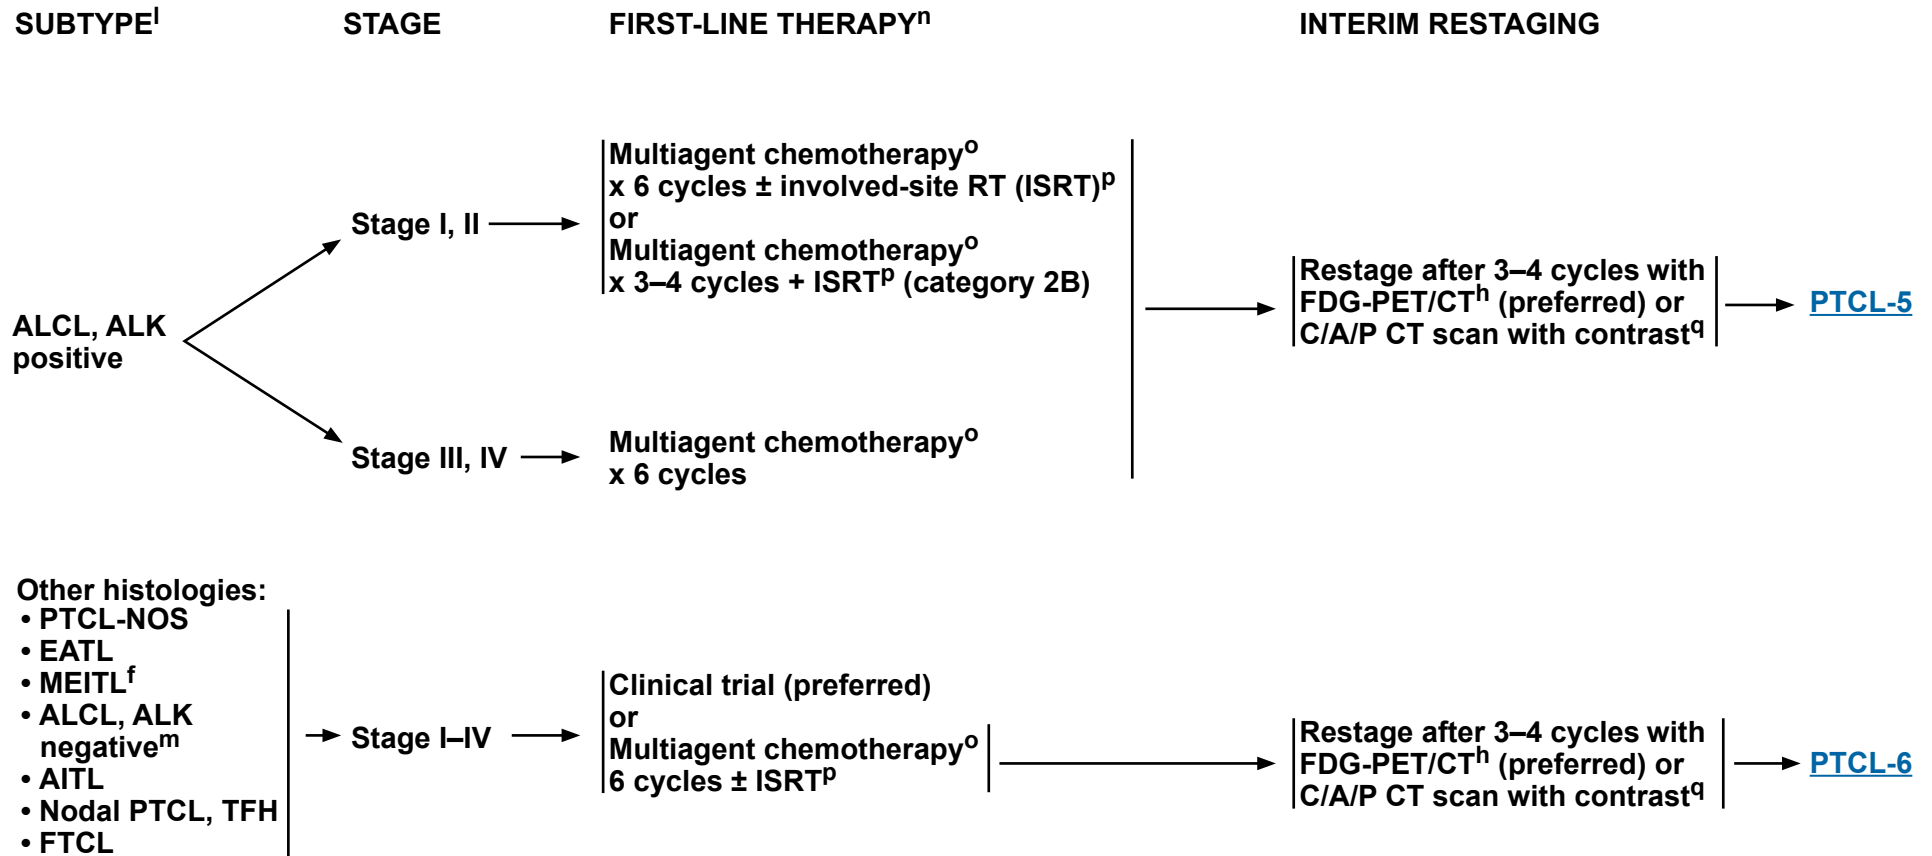 SUBTYPEl STAGE FIRST-LINE THERAPYn INTERIM RESTAGING
Multiagent chemotherapyo
x 6 cycles ± involved-site RT (ISRT)p
or
Multiagent chemotherapyo
x 3–4 cycles + ISRTp (category 2B)
Stage I, II
ALCL, ALK
positive
Stage III, IV
Multiagent chemotherapyo
x 6 cycles
Restage after 3–4 cycles with
FDG-PET/CTh (preferred) or
C/A/P CT scan with contrastq
PTCL-5
Other histologies:
• PTCL-NOS
• EATL
• MEITLf
• ALCL, ALK
negativem
• AITL
• Nodal PTCL, TFH
• FTCL
Stage I–IV
Clinical trial (preferred)
or
Multiagent chemotherapyo
6 cycles ± ISRTp
Restage after 3–4 cycles with
FDG-PET/CTh (preferred) or
C/A/P CT scan with contrastq
PTCL-6